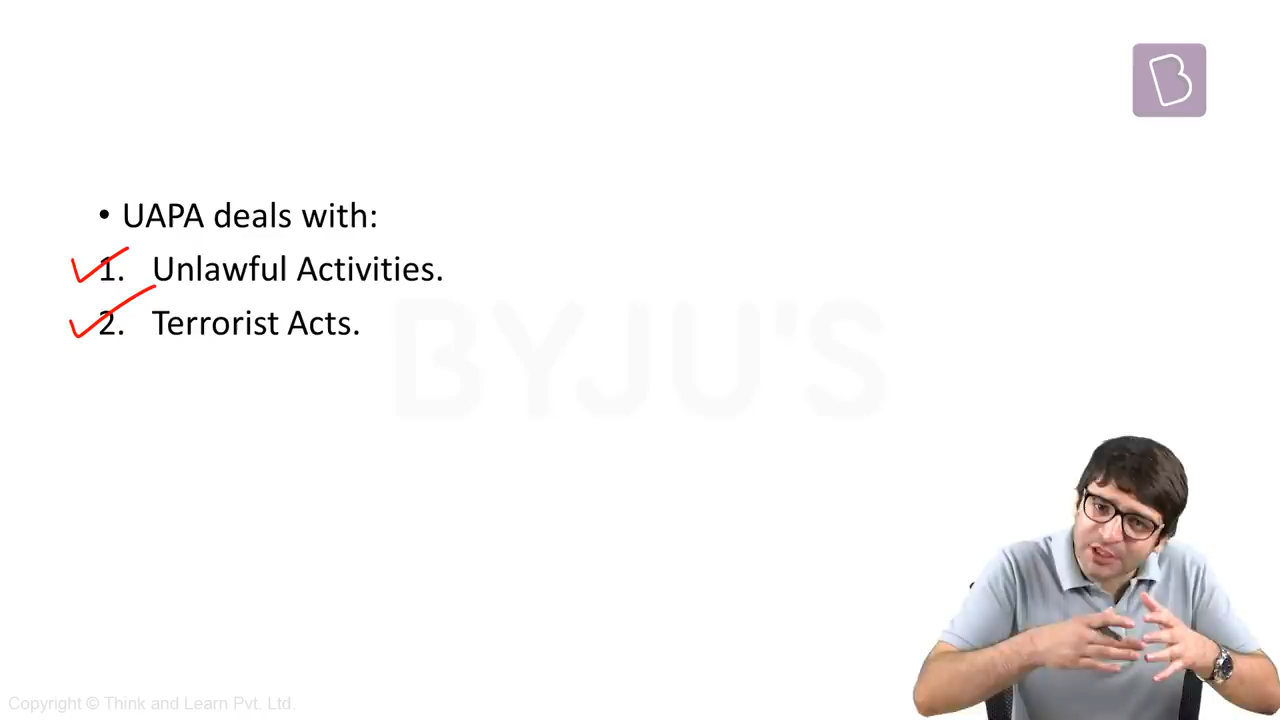 • UAPA deals with:
1. Unlawful Activities.
2. Terrorist Acts.
BYJU'S
Copyright © Think and Learn Pvt. Ltd.